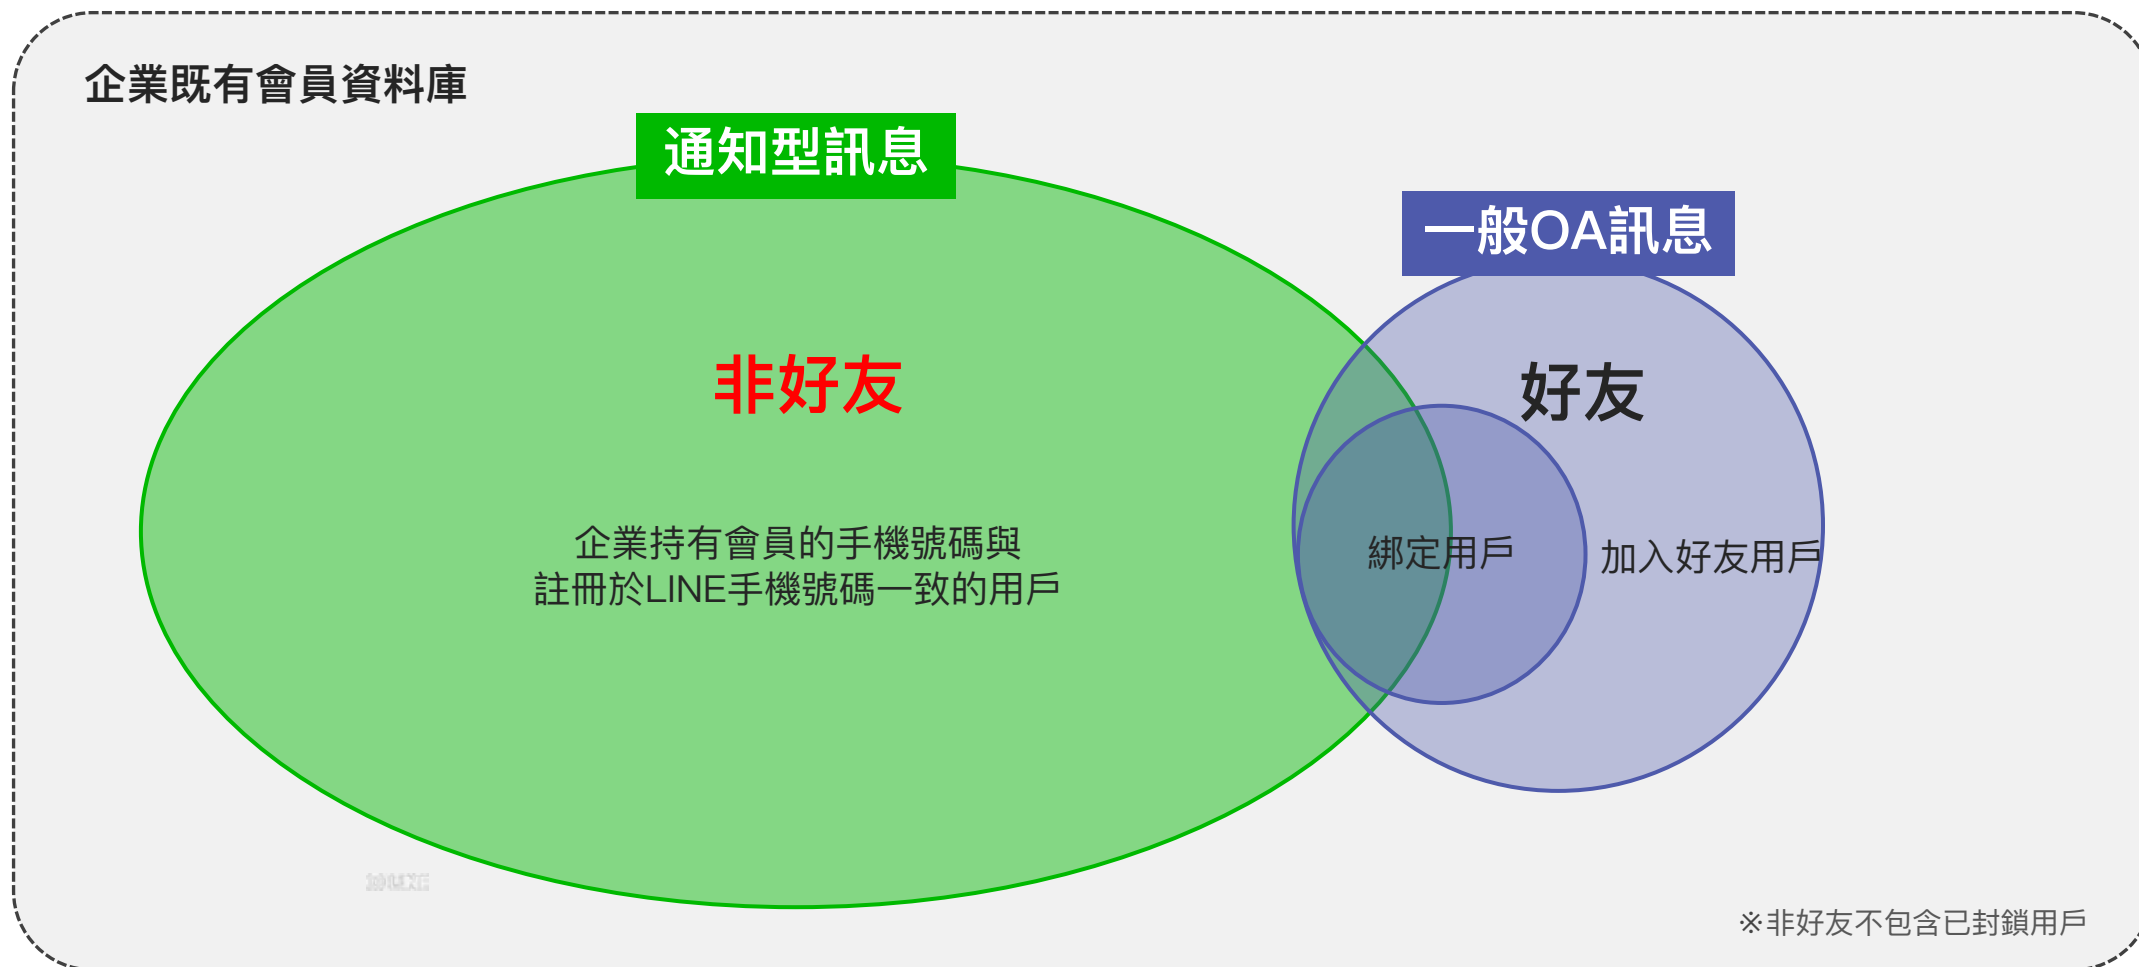 企業既有會員資料庫
通知型訊息
一般OA訊息
非好友
好友
企業持有會員的手機號碼與
註冊於LINE手機號碼一致的用戶
綁定用戶
加入好友用戶
※非好友不包含已封鎖用戶